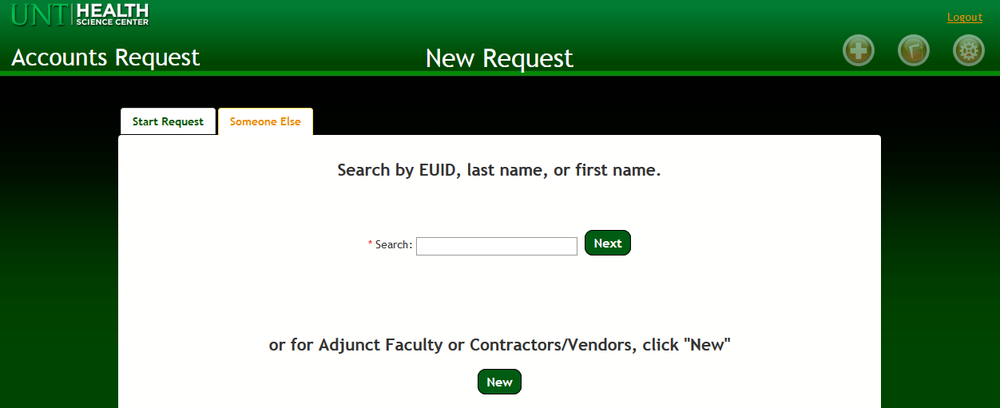 UNT HEALTH
SCIENCE CENTER
Logout
Accounts Request
New Request
Start Request
Someone Else
Search by EUID, last name, or first name.
* Search:
Next
or for Adjunct Faculty or Contractors/Vendors, click "New"
New